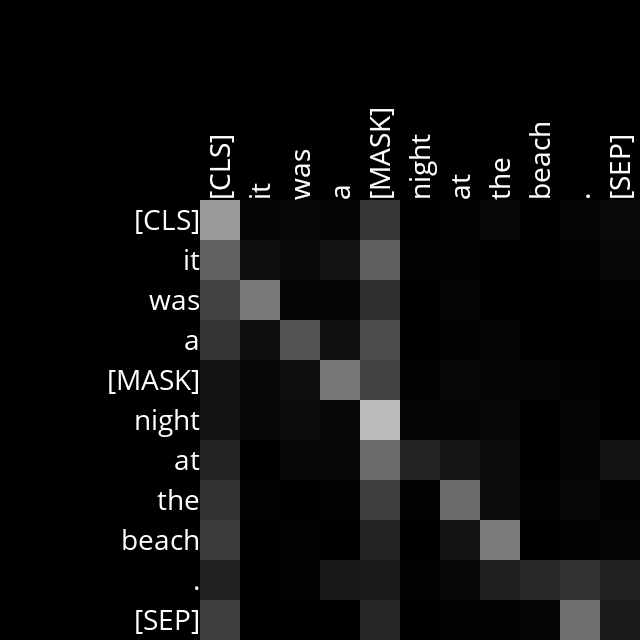 [CLS] it was a [MASK] night at the beach . [SEP]
[CLS]
it
was
a
[MASK]
night
at
the
beach
.
[SEP]